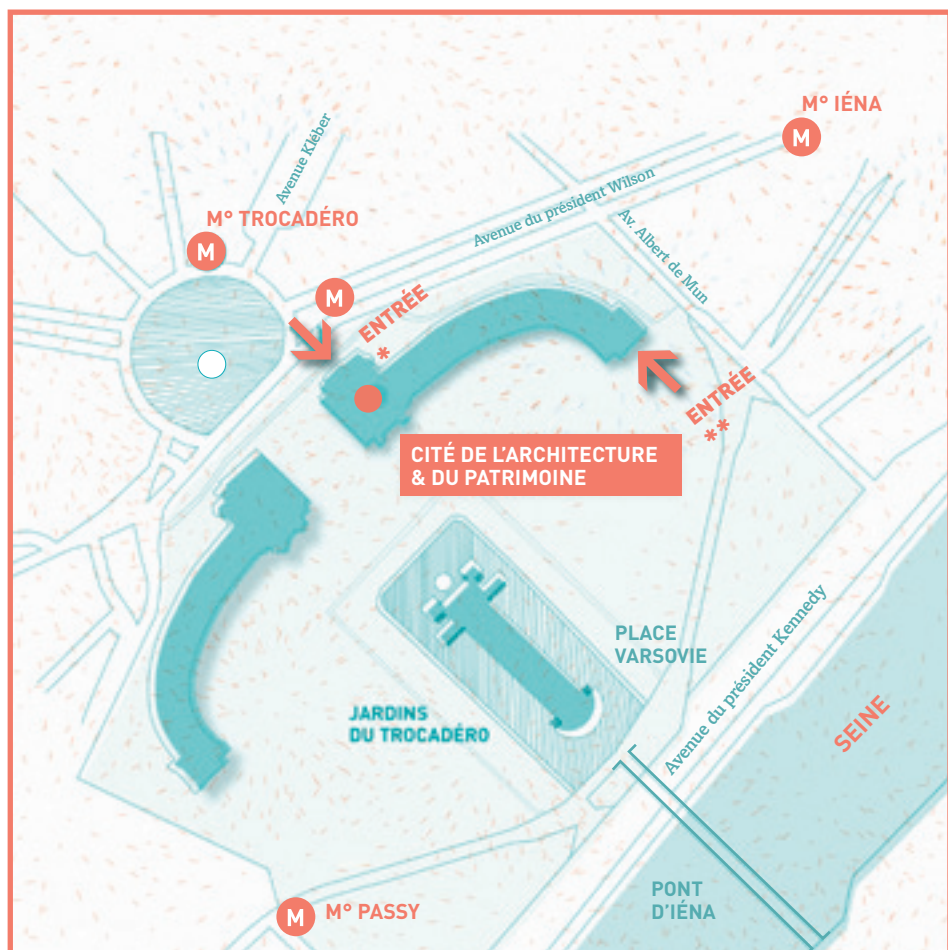 M° IÉNA
M
Avenue Kléber
Avenue du président Wilson
M° TROCADÉRO
M
Av. Albert de Mun
M
ENTRÉE
*
ENTRÉE
**
CITÉ DE L'ARCHITECTURE
& DU PATRIMOINE
PLACE
VARSOVIE
Avenue du président Kennedy
JARDINS
DU TROCADÉRO
SEINE
PONT
D'IÉNA
M
M° PASSY